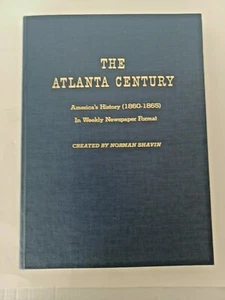 THE
ATLANTA CENTURY
America's History (1860-1865)
In Weekly Newspaper Format
CREATED BY NORMAN SHAVIN